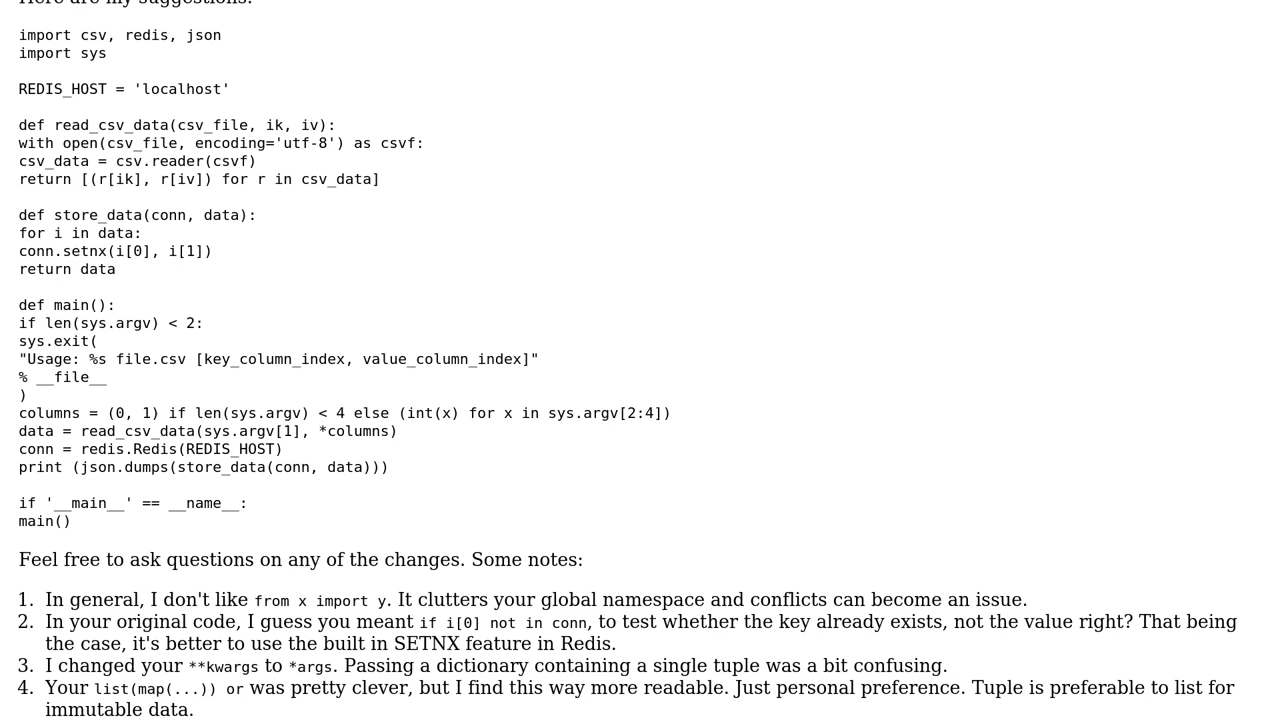 Here are my suggestions:
import csv, redis, json
import sys
REDIS_HOST = 'localhost'
def read_csv_data(csv_file, ik, iv):
with open(csv_file, encoding='utf-8') as csvf:
csv_data = csv.reader(csvf)
return [(r[ik], r[iv]) for r in csv_data]
def store_data(conn, data):
for i in data:
conn.setnx(i[0], i[1])
return data
def main():
if len(sys.argv) < 2:
sys.exit(
"Usage: %s file.csv [key_column_index, value_column_index]"
% __file__
)
columns = (0, 1) if len(sys.argv) < 4 else (int(x) for x in sys.argv[2:4])
data = read_csv_data(sys.argv[1], *columns)
conn = redis.Redis(REDIS_HOST)
print (json.dumps(store_data(conn, data)))
if '__main__' == __name__:
main()
Feel free to ask questions on any of the changes. Some notes:
1. In general, I don't like from x import y. It clutters your global namespace and conflicts can become an issue.
2. In your original code, I guess you meant if i[0] not in conn, to test whether the key already exists, not the value right? That being
the case, it's better to use the built in SETNX feature in Redis.
3. I changed your **kwargs to *args. Passing a dictionary containing a single tuple was a bit confusing.
4. Your list(map(...)) or was pretty clever, but I find this way more readable. Just personal preference. Tuple is preferable to list for
immutable data.